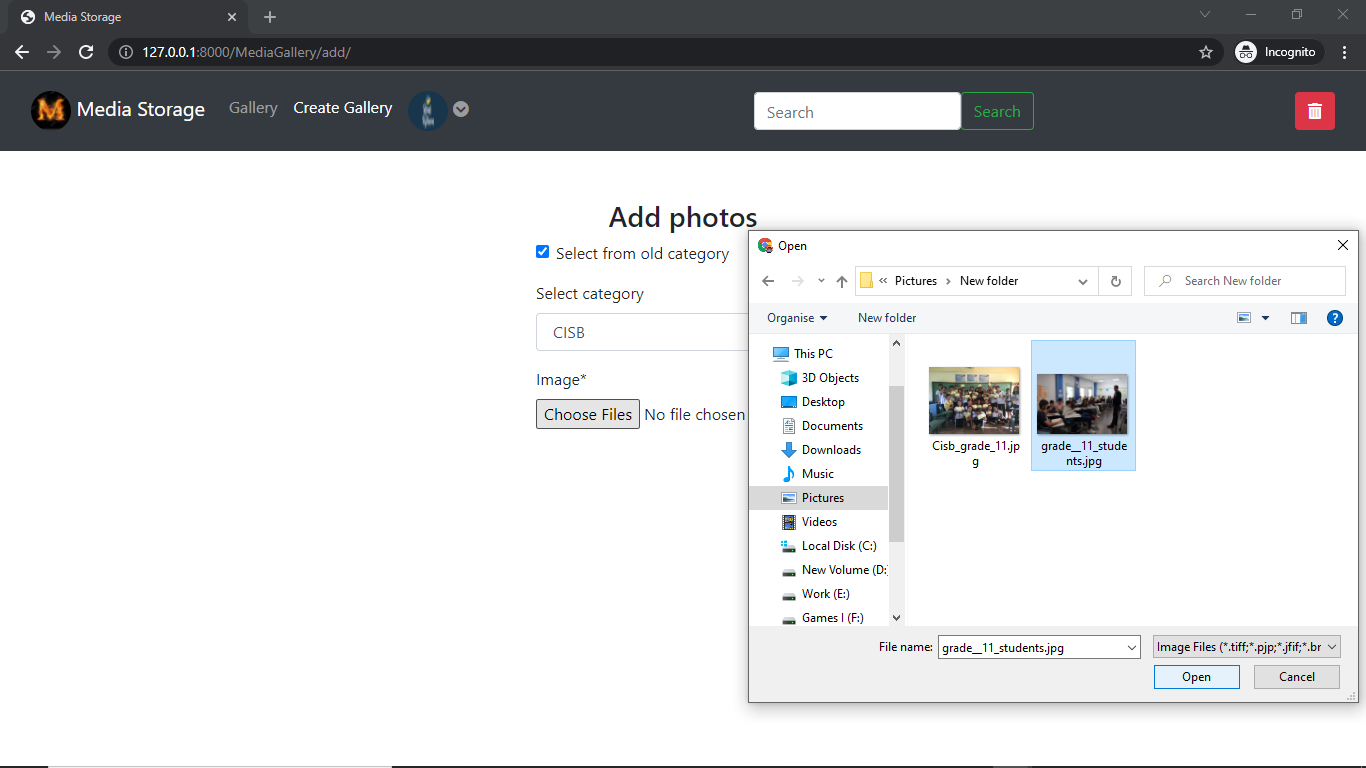 Media Storage
127.0.0.1:8000/MediaGallery/add/
Incognito
Media Storage
Gallery
Create Gallery
Search
Search
Add photos
Select from old category
Select category
CISB
Image*
Choose Files No file chosen
Open
« Pictures › New folder
Search New folder
Organise
New folder
This PC
3D Objects
Desktop
Documents
Downloads
Music
Pictures
Videos
Local Disk (C:)
New Volume (D:
Work (E:)
Games I (F:)
Cisb_grade_11.jp
g
grade__11_stude
nts.jpg
File name: grade__11_students.jpg
Image Files (*.tiff;*.pjp;*.jfif;*.br
Open
Cancel